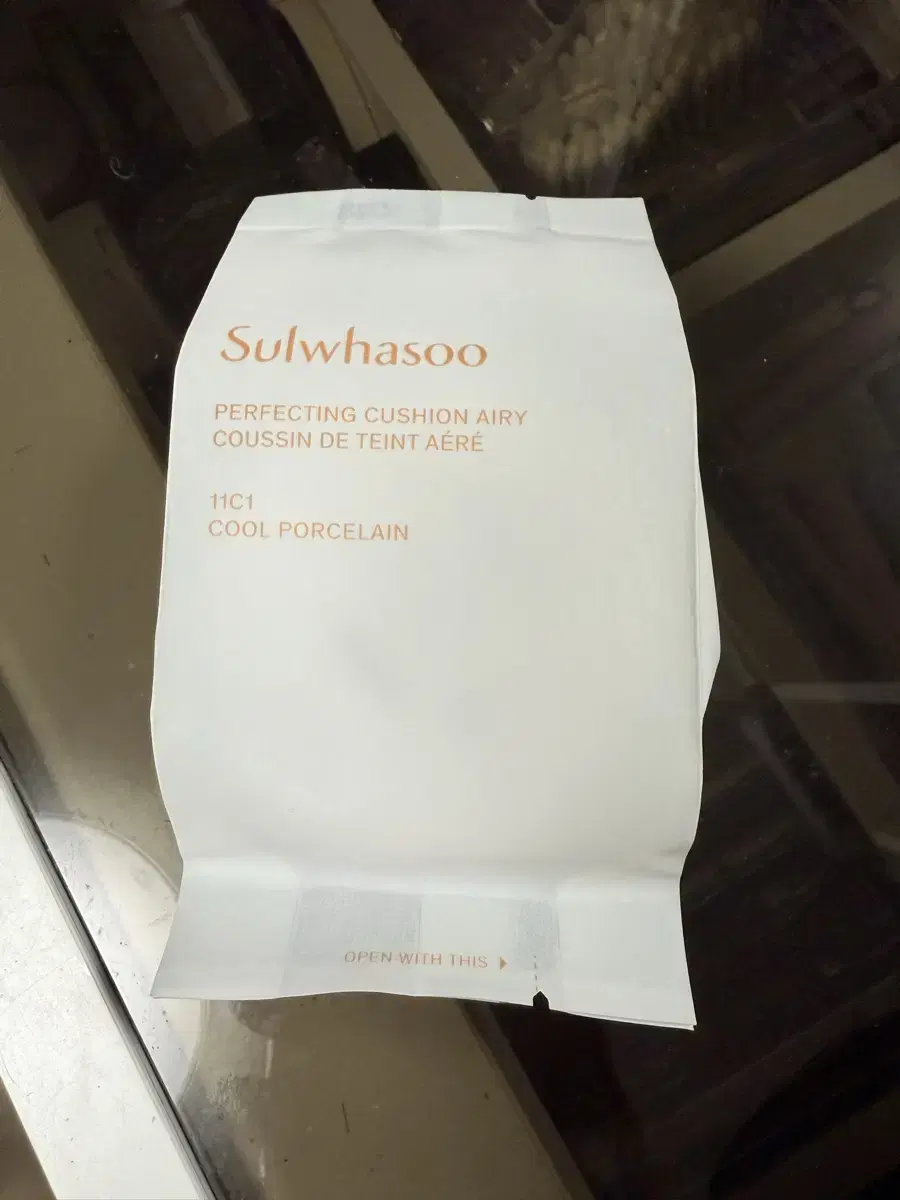 Sulwhasoo
PERFECTING CUSHION AIRY
COUSSIN DE TEINT AÉRÉ
11C1
COOL PORCELAIN
OPEN WITH THIS